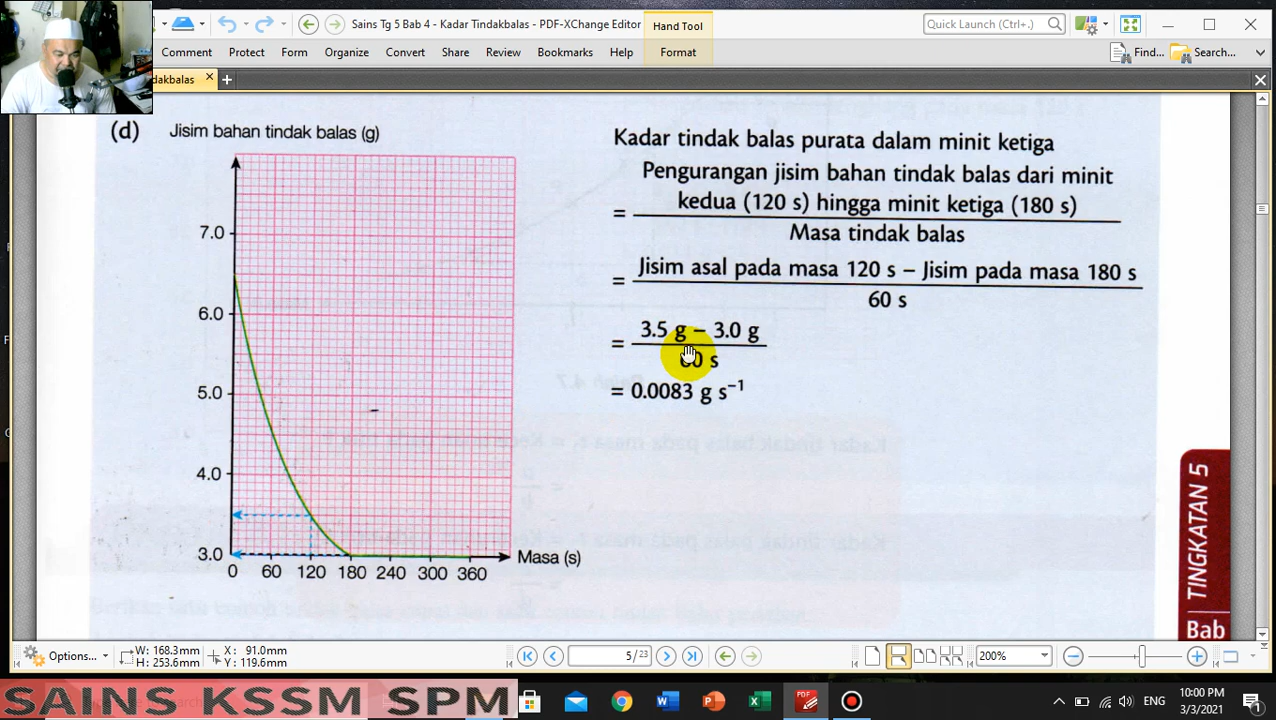 Sains Tg 5 Bab 4 - Kadar Tindakbalas - PDF-XChange Editor
Hand Tool
Quick Launch (Ctrl+.)
Comment Protect Form Organize Convert Share Review Bookmarks Help Format Find... Search...
dakbalas
(d) Jisim bahan tindak balas (g)
7.0
6.0
5.0
4.0
3.0
0 60 120 180 240 300 360
Masa (s)
Kadar tindak balas purata dalam minit ketiga
Pengurangan jisim bahan tindak balas dari minit
= kedua (120 s) hingga minit ketiga (180 s)
Masa tindak balas
= Jisim asal pada masa 120 s – Jisim pada masa 180 s
60 s
= 3.5 g – 3.0 g
60 s
= 0.0083 g s⁻¹
TINGKATAN 5
Bab
Options... W: 168.3mm X: 91.0mm
H: 253.6mm Y: 119.6mm
5 / 23
200%
SAINS KSSM SPM
ENG
10:00 PM
3/3/2021
1